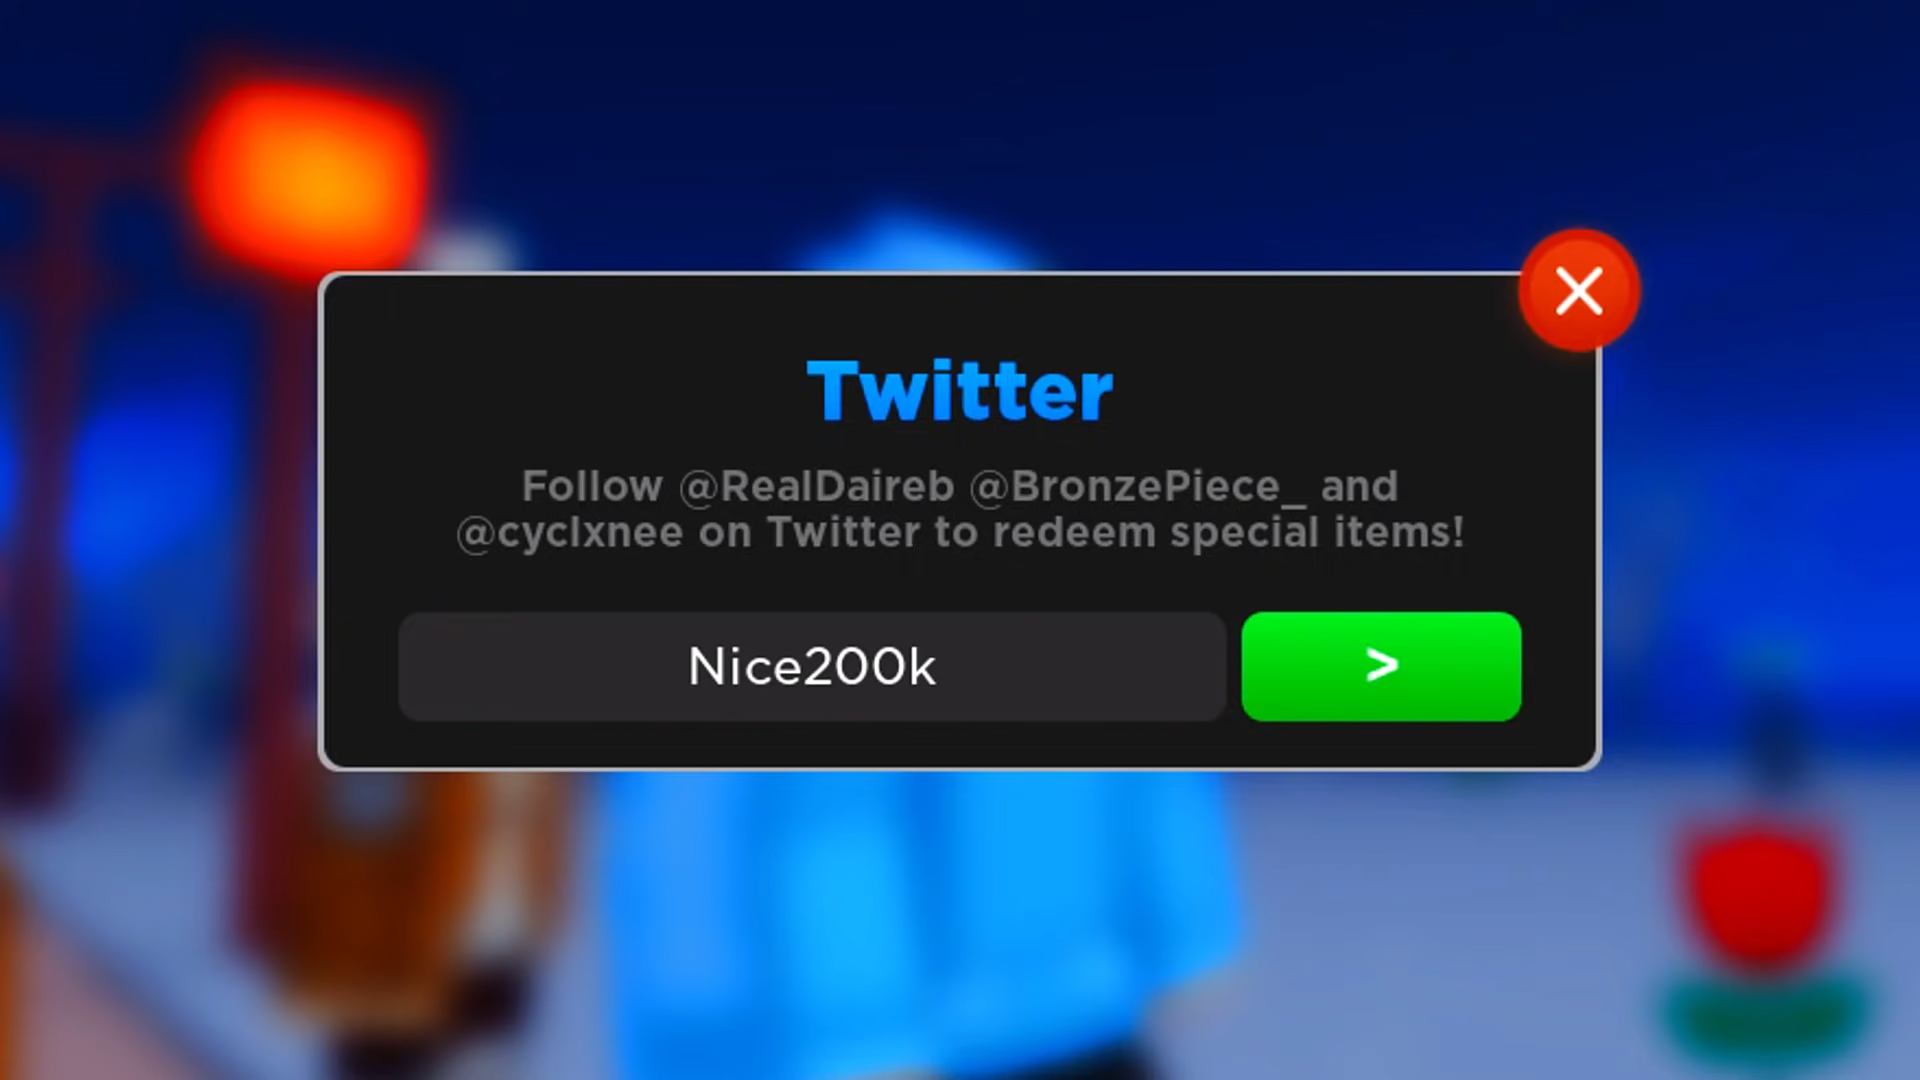 Twitter
Follow @RealDaireb @BronzePiece_ and
@cyclxnee on Twitter to redeem special items!
Nice200k >